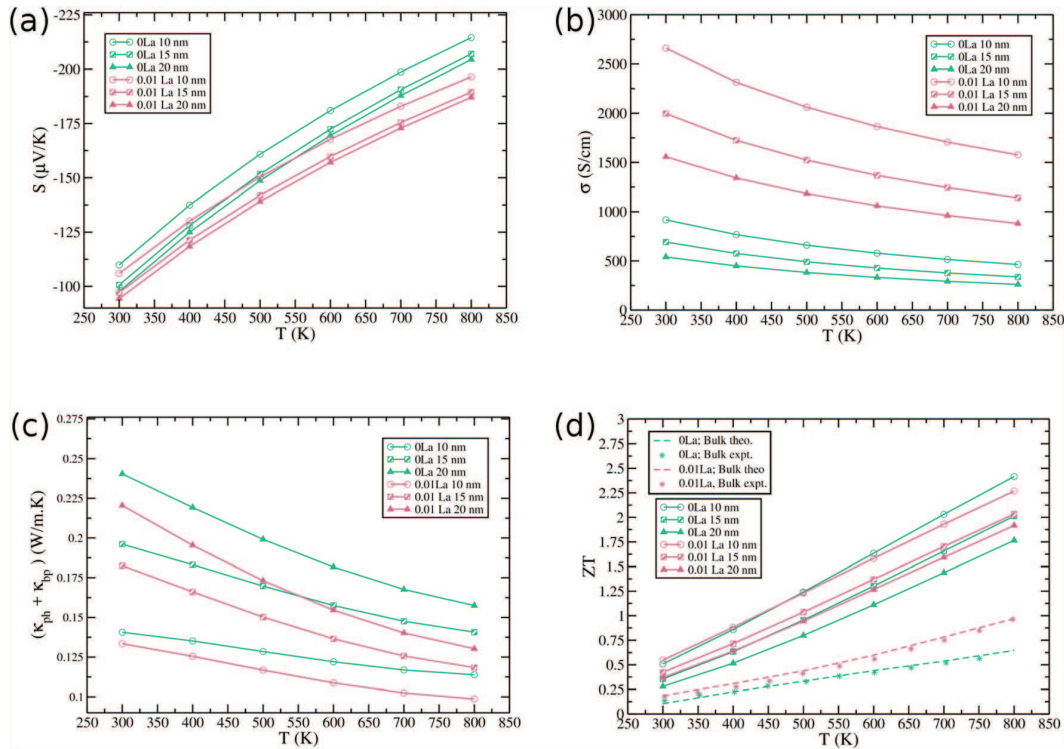 (a)
-225
-200
-175
-150
-125
-100
S (μV/K)
0La 10 nm
0La 15 nm
0La 20 nm
0.01 La 10 nm
0.01 La 15 nm
0.01 La 20 nm
250 300 350 400 450 500 550 600 650 700 750 800 850
T (K)
(b)
3000
2500
2000
1500
1000
500
0
σ (S/cm)
0La 10 nm
0La 15 nm
0La 20 nm
0.01 La 10 nm
0.01 La 15 nm
0.01 La 20 nm
250 300 350 400 450 500 550 600 650 700 750 800 850
T (K)
(c)
0.275
0.25
0.225
0.2
0.175
0.15
0.125
0.1
(κph + κbp ) (W/m.K)
0La 10 nm
0La 15 nm
0La 20 nm
0.01La 10 nm
0.01 La 15 nm
0.01 La 20 nm
250 300 350 400 450 500 550 600 650 700 750 800 850
T (K)
(d)
3
2.75
2.5
2.25
2
1.75
1.5
1.25
1
0.75
0.5
0.25
0
ZT
0La; Bulk theo.
0La; Bulk expt.
0.01La; Bulk theo
0.01La, Bulk expt.
0La 10 nm
0La 15 nm
0La 20 nm
0.01 La 10 nm
0.01 La 15 nm
0.01 La 20 nm
250 300 350 400 450 500 550 600 650 700 750 800 850
T (K)